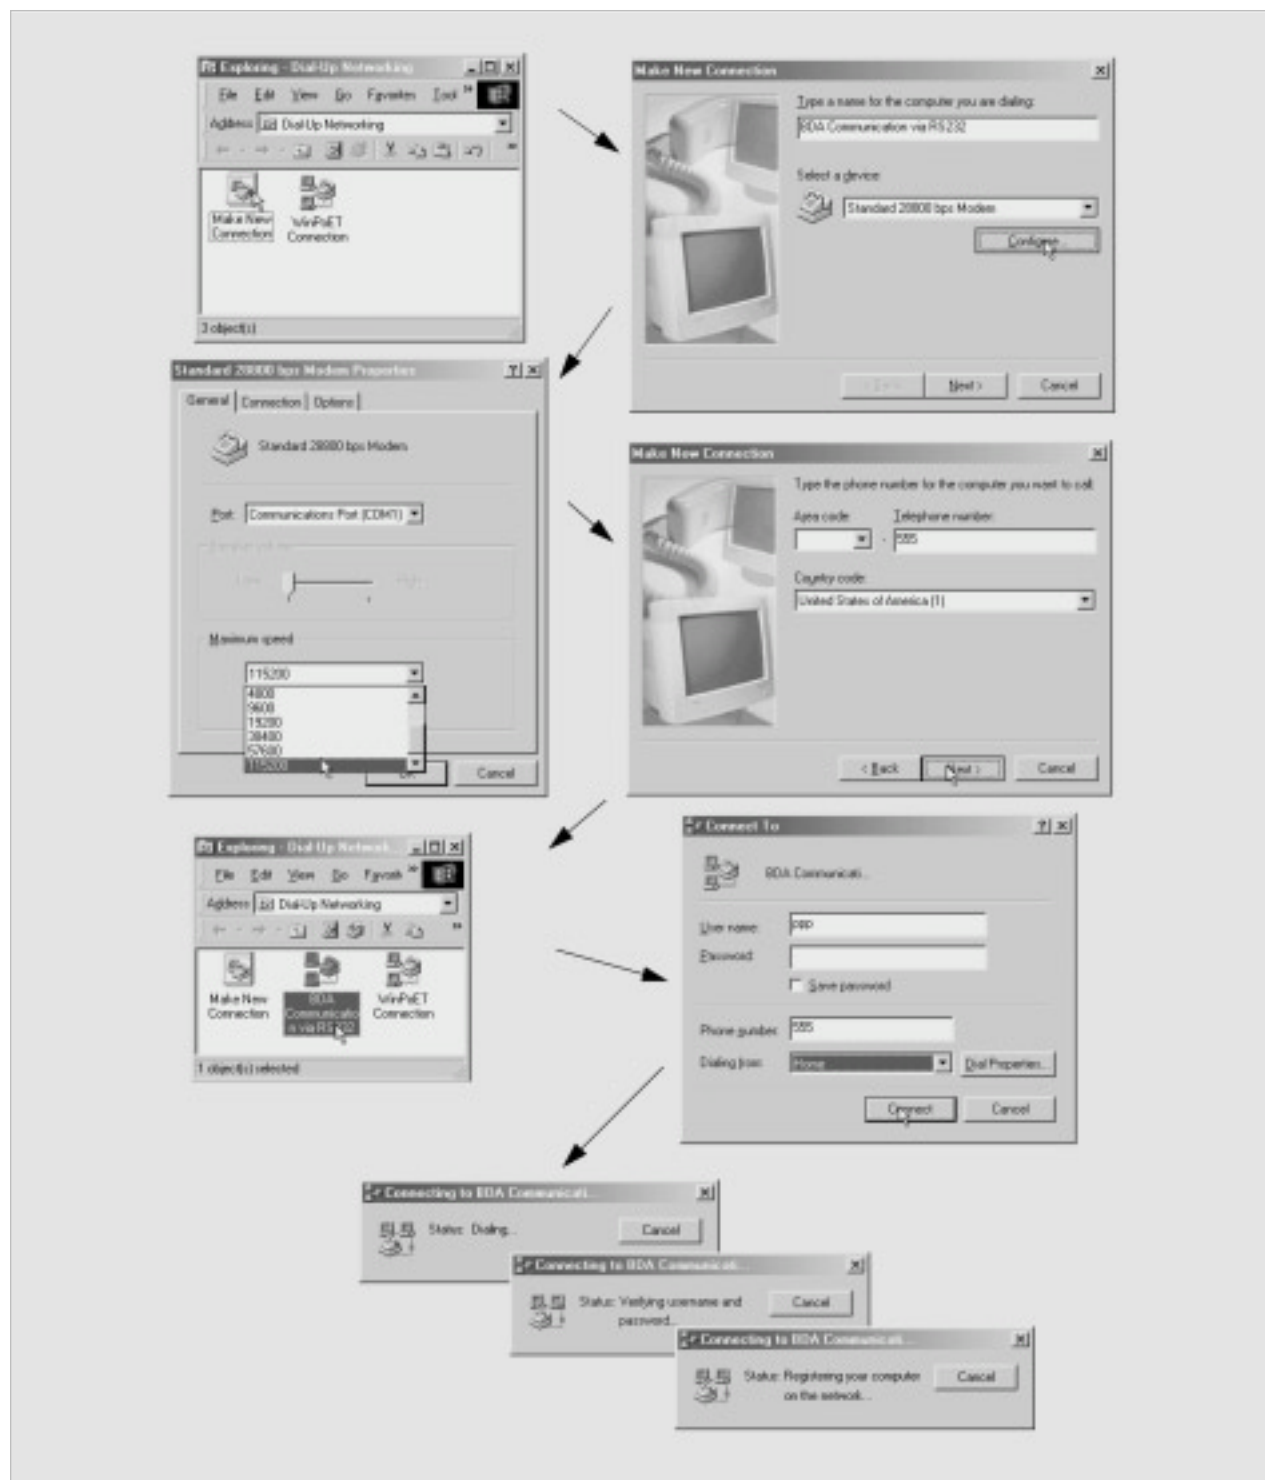 Exploring - Dial-Up Networking
File Edit View Go Favorites Tool »
Address Dial-Up Networking
Make New Connection
WinPoET Connection
3 object(s)
Make New Connection
Type a name for the computer you are dialing:
BDA Communication via RS232
Select a device:
Standard 28800 bps Modem
Configure...
Next >
Cancel
Standard 28800 bps Modem Properties
General Connection Options
Standard 28800 bps Modem
Port: Communications Port (COM1)
Maximum speed
115200
4800
9600
19200
38400
57600
115200
Cancel
Make New Connection
Type the phone number for the computer you want to call:
Area code: Telephone number:
- 555
Country code:
United States of America (1)
< Back Next > Cancel
Exploring - Dial-Up Network...
File Edit View Go Favorit »
Address Dial-Up Networking
Make New Connection
BDA Communicatio n via RS232
WinPoET Connection
1 object(s) selected
Connect To
BDA Communicati...
User name: ppp
Password:
Save password
Phone number: 555
Dialing from: Home
Dial Properties...
Connect Cancel
Connecting to BDA Communicati...
Status: Dialing...
Cancel
Connecting to BDA Communicati...
Status: Verifying username and
password...
Cancel
Connecting to BDA Communicati...
Status: Registering your computer
on the network...
Cancel